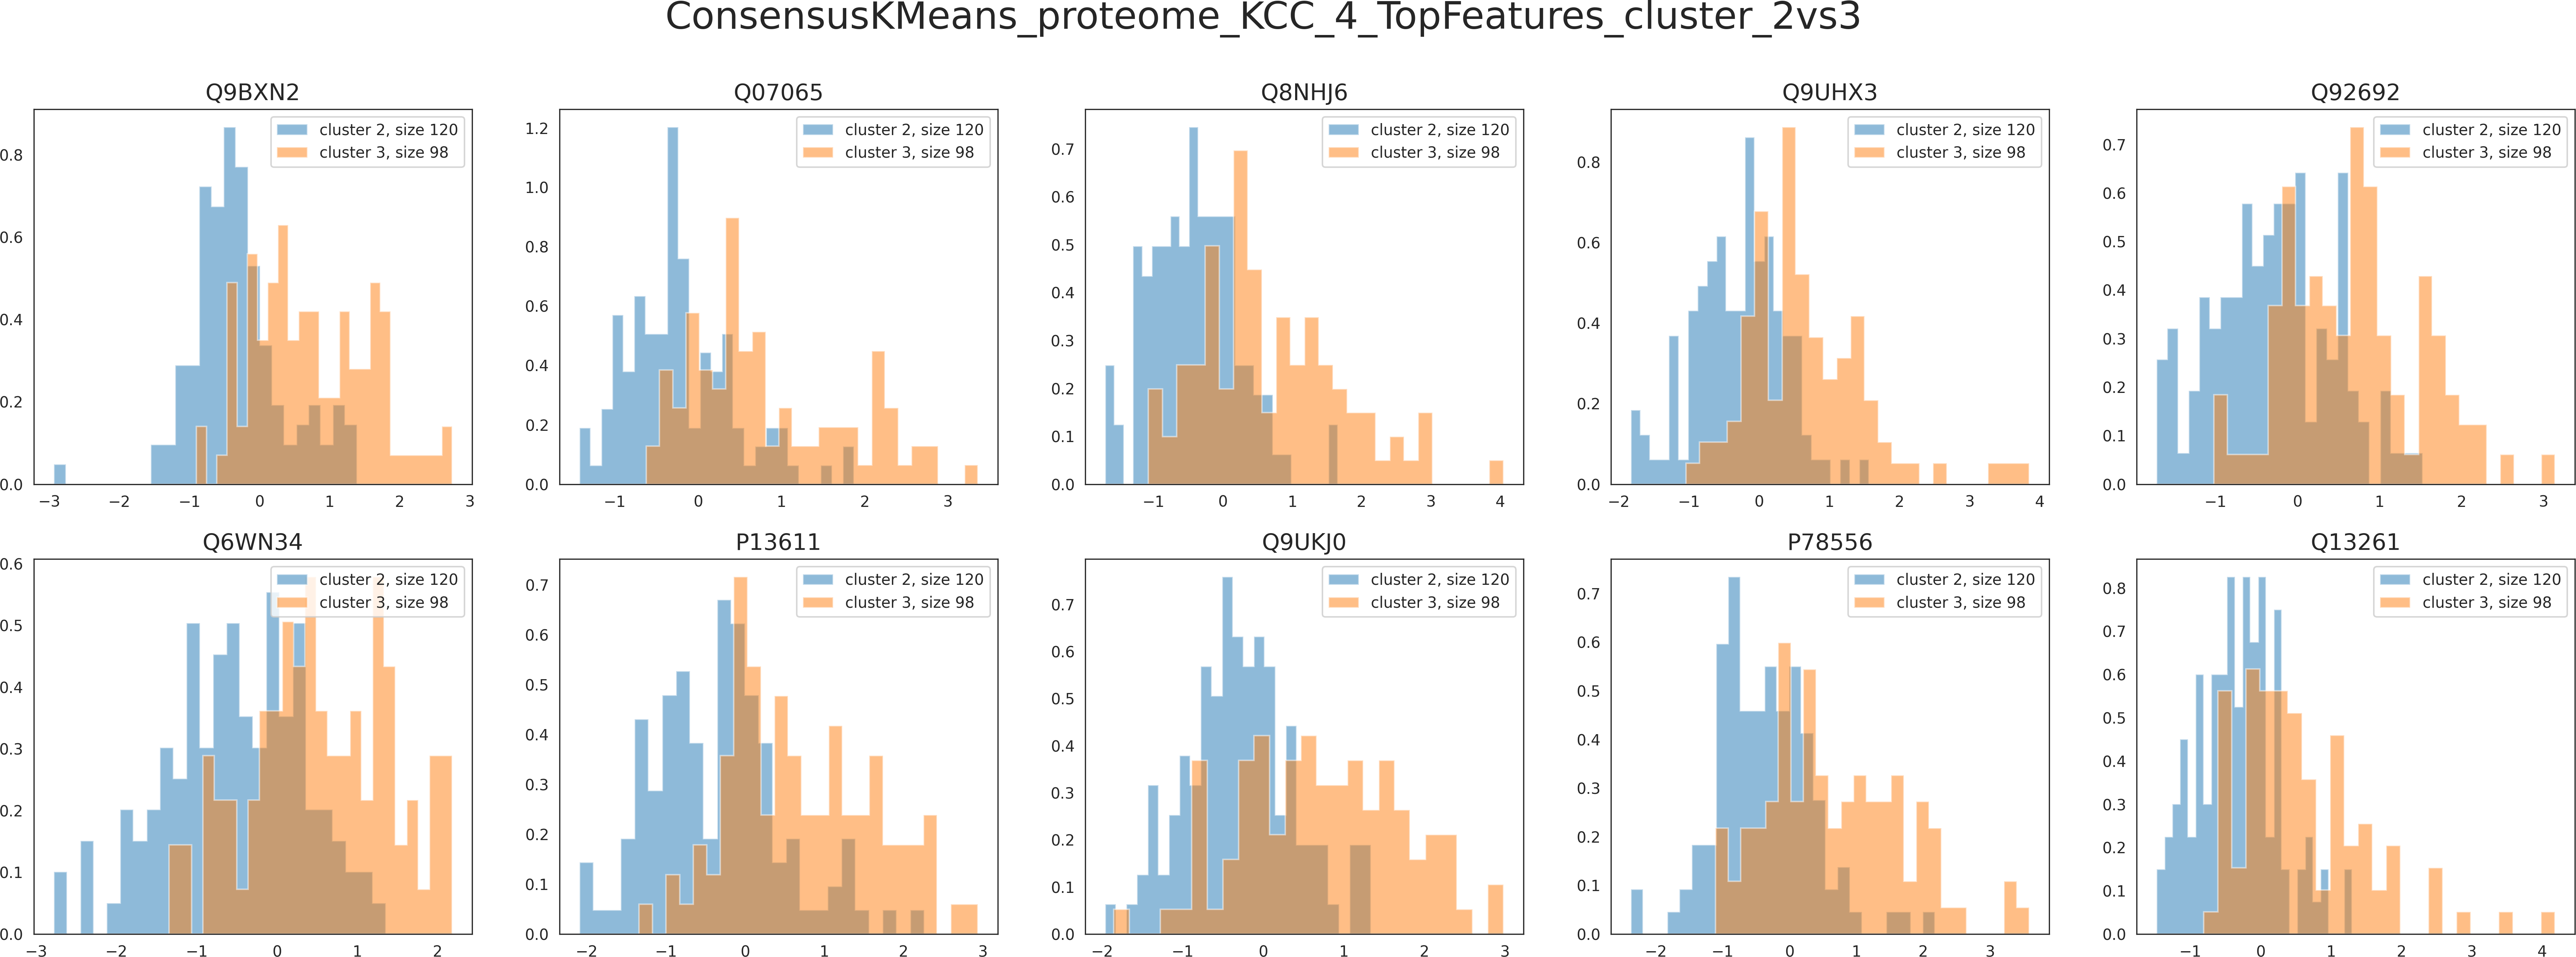 ConsensusKMeans_proteome_KCC_4_TopFeatures_cluster_2vs3
Q9BXN2
cluster 2, size 120
cluster 3, size 98
0.8
0.6
0.4
0.2
0.0
−3 −2 −1 0 1 2 3
Q07065
cluster 2, size 120
cluster 3, size 98
1.2
1.0
0.8
0.6
0.4
0.2
0.0
−1 0 1 2 3
Q8NHJ6
cluster 2, size 120
cluster 3, size 98
0.7
0.6
0.5
0.4
0.3
0.2
0.1
0.0
−1 0 1 2 3 4
Q9UHX3
cluster 2, size 120
cluster 3, size 98
0.8
0.6
0.4
0.2
0.0
−2 −1 0 1 2 3 4
Q92692
cluster 2, size 120
cluster 3, size 98
0.7
0.6
0.5
0.4
0.3
0.2
0.1
0.0
−1 0 1 2 3
Q6WN34
cluster 2, size 120
cluster 3, size 98
0.6
0.5
0.4
0.3
0.2
0.1
0.0
−3 −2 −1 0 1 2
P13611
cluster 2, size 120
cluster 3, size 98
0.7
0.6
0.5
0.4
0.3
0.2
0.1
0.0
−2 −1 0 1 2 3
Q9UKJ0
cluster 2, size 120
cluster 3, size 98
0.7
0.6
0.5
0.4
0.3
0.2
0.1
0.0
−2 −1 0 1 2 3
P78556
cluster 2, size 120
cluster 3, size 98
0.7
0.6
0.5
0.4
0.3
0.2
0.1
0.0
−2 −1 0 1 2 3
Q13261
cluster 2, size 120
cluster 3, size 98
0.8
0.7
0.6
0.5
0.4
0.3
0.2
0.1
0.0
−1 0 1 2 3 4